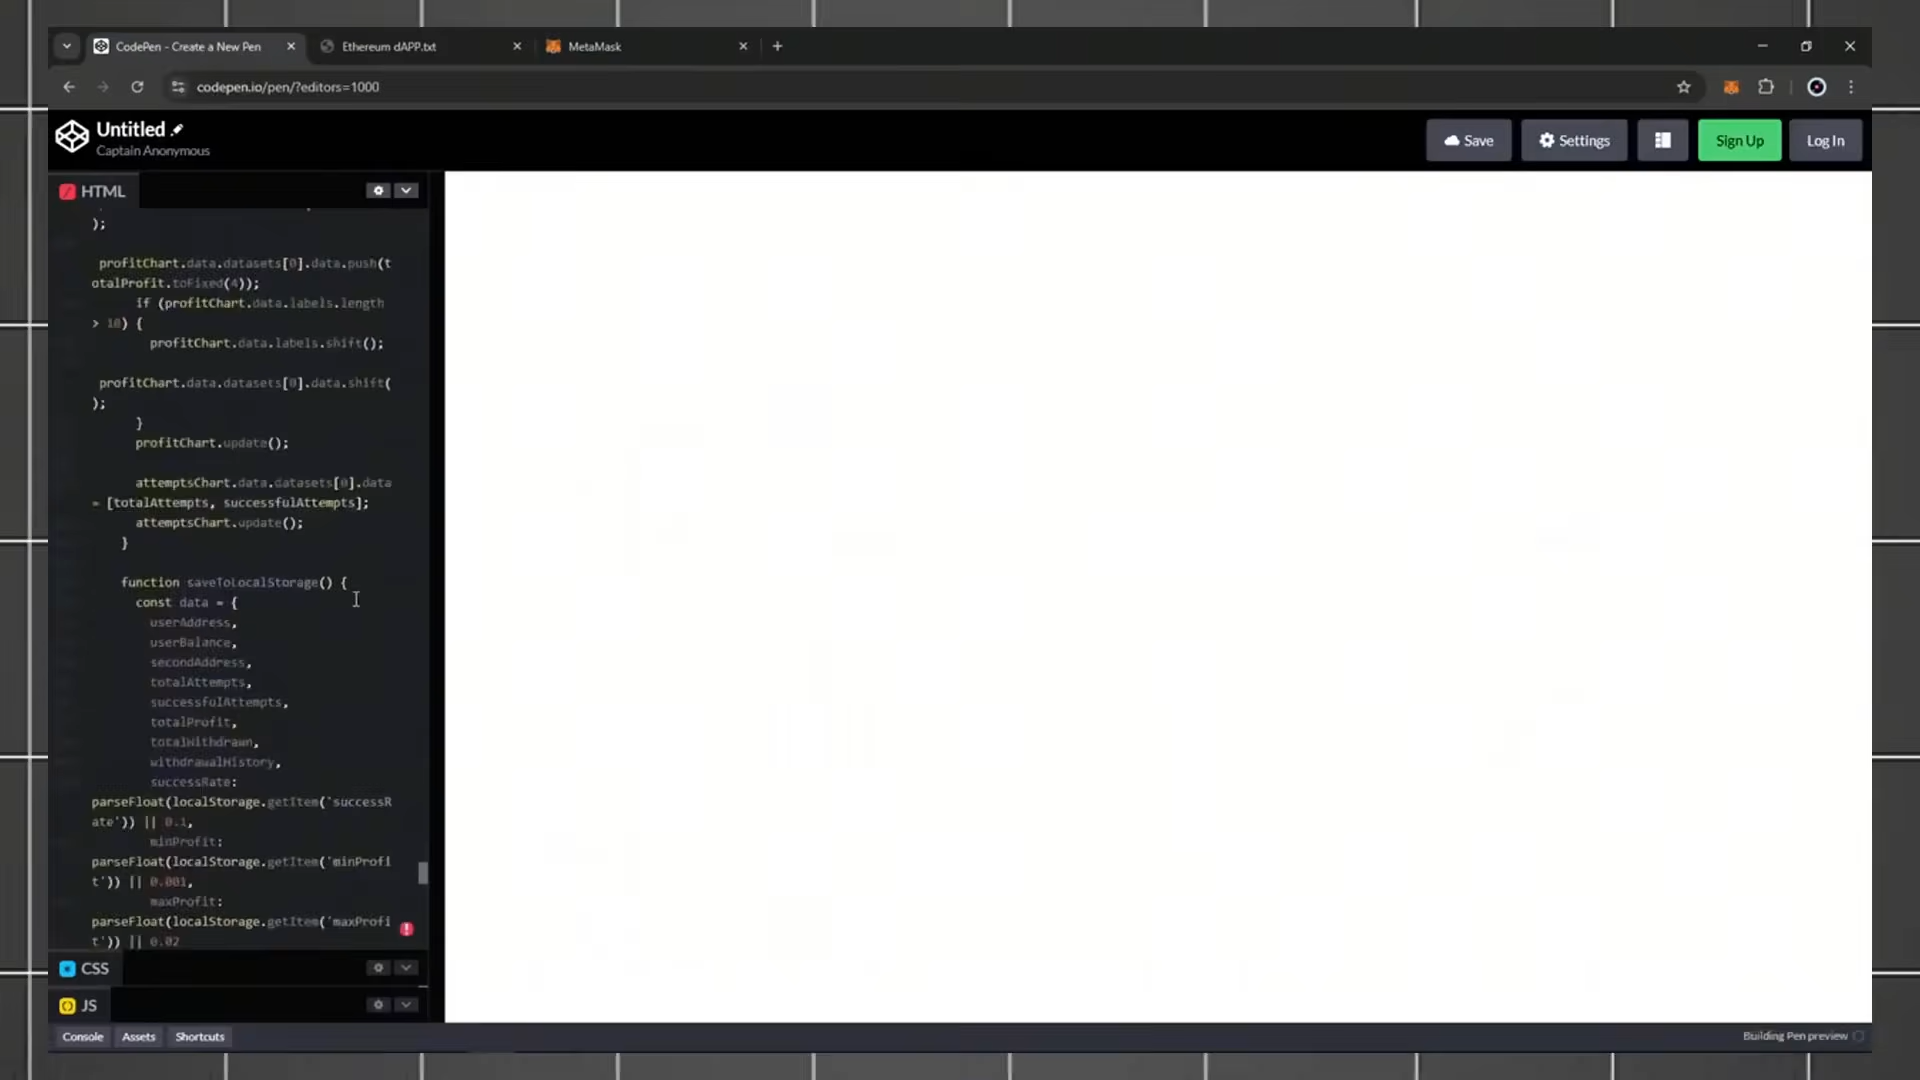 CodePen - Create a New Pen
Ethereum dAPP.txt
MetaMask
codepen.io/pen/?editors=1000
Untitled
Captain Anonymous
Save
Settings
Sign Up
Log In
HTML
);
profitChart.data.datasets[0].data.push(t
otalProfit.toFixed(4));
if (profitChart.data.labels.length
> 10) {
profitChart.data.labels.shift();
profitChart.data.datasets[0].data.shift(
);
}
profitChart.update();
attemptsChart.data.datasets[0].data
= [totalAttempts, successfulAttempts];
attemptsChart.update();
}
function saveToLocalStorage() {
const data = {
userAddress,
userBalance,
secondAddress,
totalAttempts,
successfulAttempts,
totalProfit,
totalWithdrawn,
withdrawalHistory,
successRate:
parseFloat(localStorage.getItem('successR
ate')) || 0.1,
minProfit:
parseFloat(localStorage.getItem('minProfi
t')) || 0.001,
maxProfit:
parseFloat(localStorage.getItem('maxProfi
t')) || 0.02
CSS
JS
Console
Assets
Shortcuts
Building Pen preview